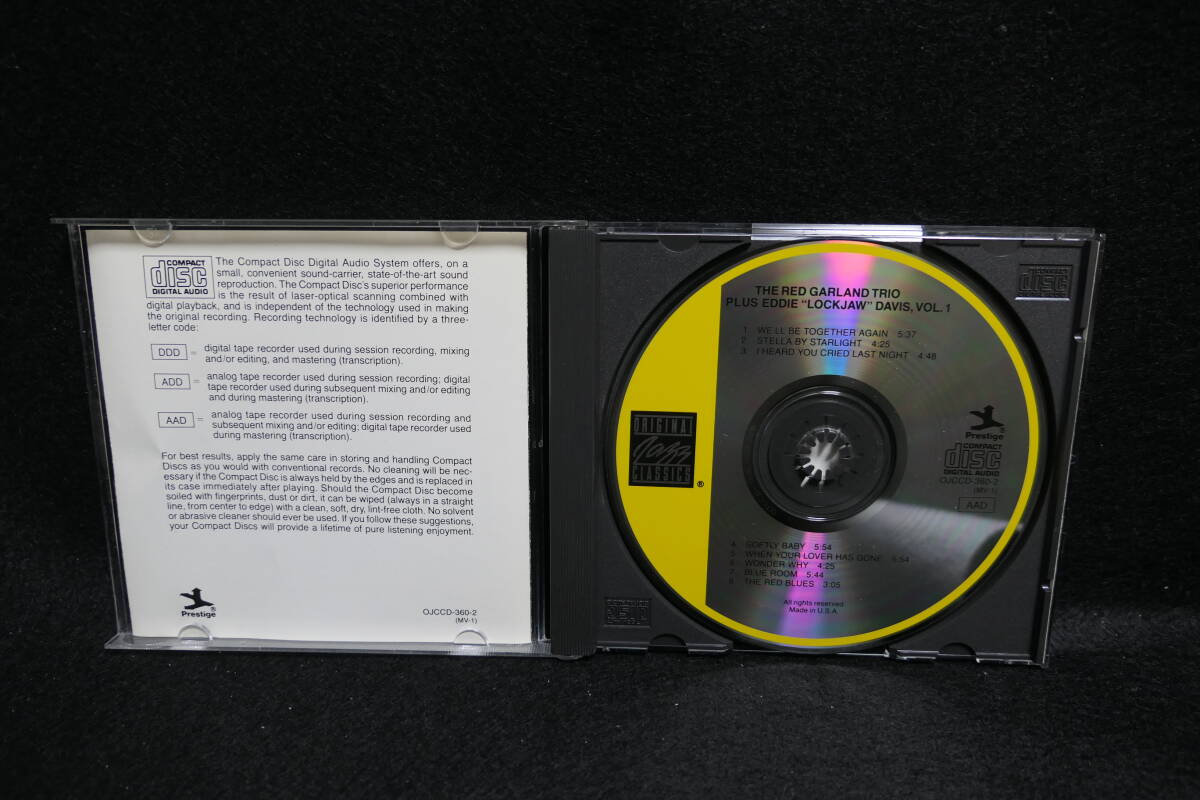 COMPACT
disc
DIGITAL AUDIO
The Compact Disc Digital Audio System offers, on a
small, convenient sound-carrier, state-of-the-art sound
reproduction. The Compact Disc's superior performance
is the result of laser-optical scanning combined with
digital playback, and is independent of the technology used in making
the original recording. Recording technology is identified by a three-
letter code:
DDD = digital tape recorder used during session recording, mixing
and/or editing, and mastering (transcription).
ADD = analog tape recorder used during session recording; digital
tape recorder used during subsequent mixing and/or editing
and during mastering (transcription).
AAD = analog tape recorder used during session recording and
subsequent mixing and/or editing; digital tape recorder used
during mastering (transcription).
For best results, apply the same care in storing and handling Compact
Discs as you would with conventional records. No cleaning will be nec-
essary if the Compact Disc is always held by the edges and is replaced in
its case immediately after playing. Should the Compact Disc become
soiled with fingerprints, dust or dirt, it can be wiped (always in a straight
line, from center to edge) with a clean, soft, dry, lint-free cloth. No solvent
or abrasive cleaner should ever be used. If you follow these suggestions,
your Compact Discs will provide a lifetime of pure listening enjoyment.
Prestige®
OJCCD-360-2
(MV-1)
THE RED GARLAND TRIO
PLUS EDDIE "LOCKJAW" DAVIS, VOL. 1
1. WE'LL BE TOGETHER AGAIN 5:37
2. STELLA BY STARLIGHT 4:25
3. I HEARD YOU CRIED LAST NIGHT 4:48
ORIGINAL
Jazz
CLASSICS
®
Prestige®
COMPACT
disc
DIGITAL AUDIO
OJCCD-360-2
(MV-1)
AAD
4. SOFTLY BABY 5:54
5. WHEN YOUR LOVER HAS GONE 5:54
6. WONDER WHY 4:25
7. BLUE ROOM 5:44
8. THE RED BLUES 3:05
All rights reserved
Made in U.S.A.
COMPACT
disc